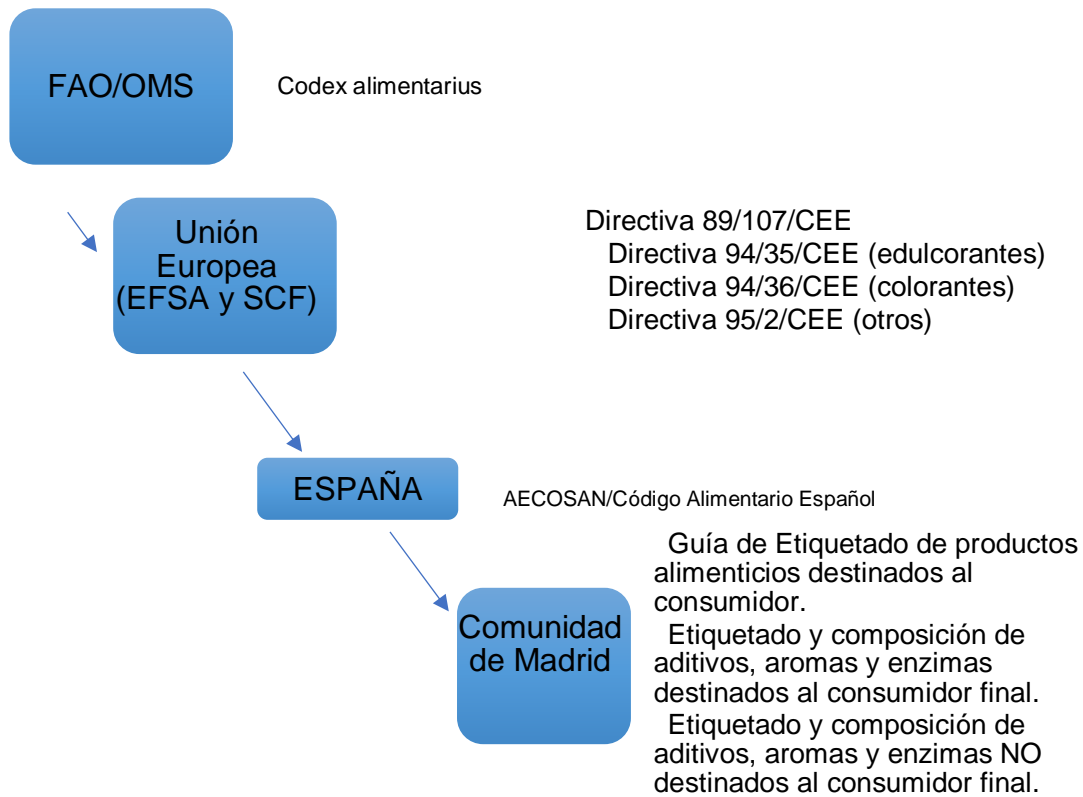 FAO/OMS
Codex alimentarius
Unión
Europea
(EFSA y SCF)
Directiva 89/107/CEE
Directiva 94/35/CEE (edulcorantes)
Directiva 94/36/CEE (colorantes)
Directiva 95/2/CEE (otros)
ESPAÑA
AECOSAN/Código Alimentario Español
Comunidad
de Madrid
Guía de Etiquetado de productos
alimenticios destinados al
consumidor.
Etiquetado y composición de
aditivos, aromas y enzimas
destinados al consumidor final.
Etiquetado y composición de
aditivos, aromas y enzimas NO
destinados al consumidor final.